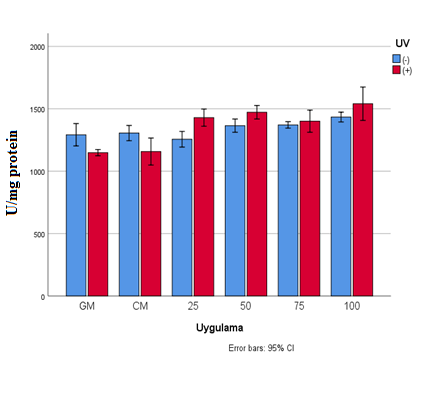 UV
(-)
(+)
2000
1500
1000
500
0
U/mg protein
GM CM 25 50 75 100
Uygulama
Error bars: 95% CI